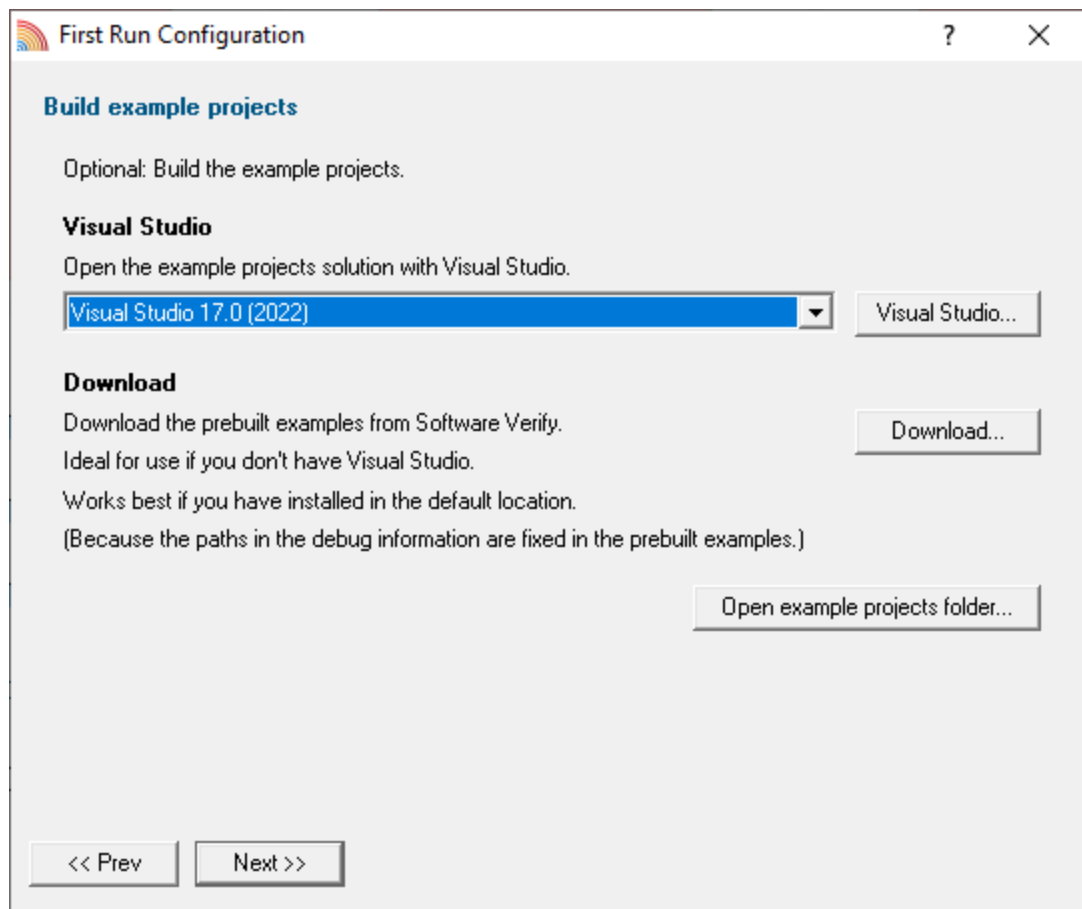 First Run Configuration
Build example projects
Optional: Build the example projects.
Visual Studio
Open the example projects solution with Visual Studio.
Visual Studio 17.0 (2022)
Visual Studio...
Download
Download the prebuilt examples from Software Verify.
Download...
Ideal for use if you don't have Visual Studio.
Works best if you have installed in the default location.
(Because the paths in the debug information are fixed in the prebuilt examples.)
Open example projects folder...
<< Prev
Next >>